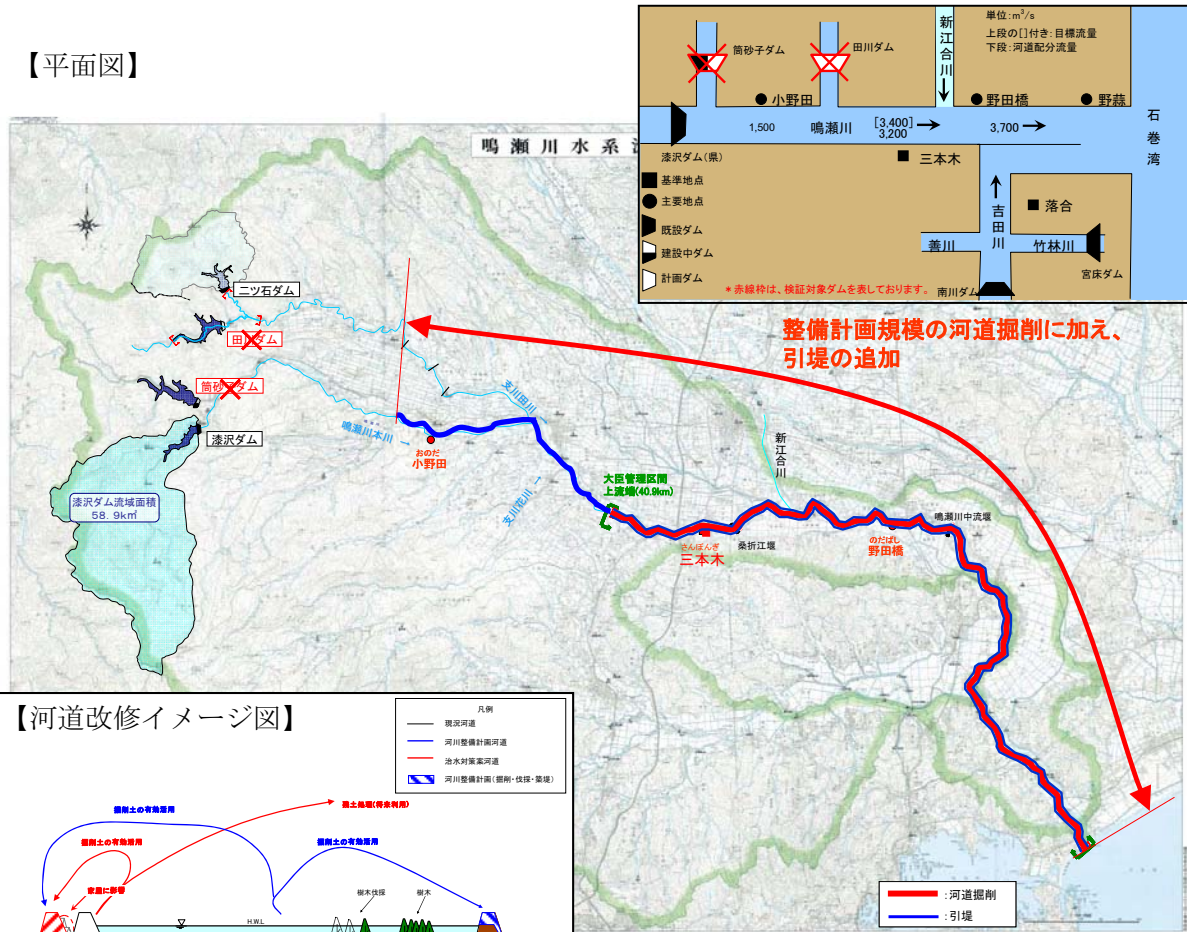 【平面図】
単位:m³/s
上段の[]付き:目標流量
下段:河道配分流量
新江合川
筒砂子ダム
田川ダム
小野田
野田橋
野蒜
石巻湾
1,500
鳴瀬川
[3,400]
3,200
3,700
漆沢ダム(県)
三本木
基準地点
主要地点
既設ダム
建設中ダム
計画ダム
吉田川
落合
善川
竹林川
宮床ダム
南川ダム
*赤線枠は、検証対象ダムを表しております。
鳴瀬川水系
整備計画規模の河道掘削に加え、
引堤の追加
二ツ石ダム
田川ダム
筒砂子ダム
漆沢ダム
漆沢ダム流域面積
58.9k㎡
支川田川
鳴瀬川本川
おのだ
小野田
支川花川
大臣管理区間
上流端(40.9km)
新江合川
さんぼんぎ
三本木
桑折江堰
のだばし
野田橋
鳴瀬川中流堰
【河道改修イメージ図】
凡例
現況河道
河川整備計画河道
治水対策案河道
河川整備計画(掘削・伐採・築堤)
掘削土の有効活用
残土処理(将来利用)
掘削土の有効活用
掘削土の有効活用
家屋に影響
樹木伐採
樹木
H.W.L
:河道掘削
:引堤